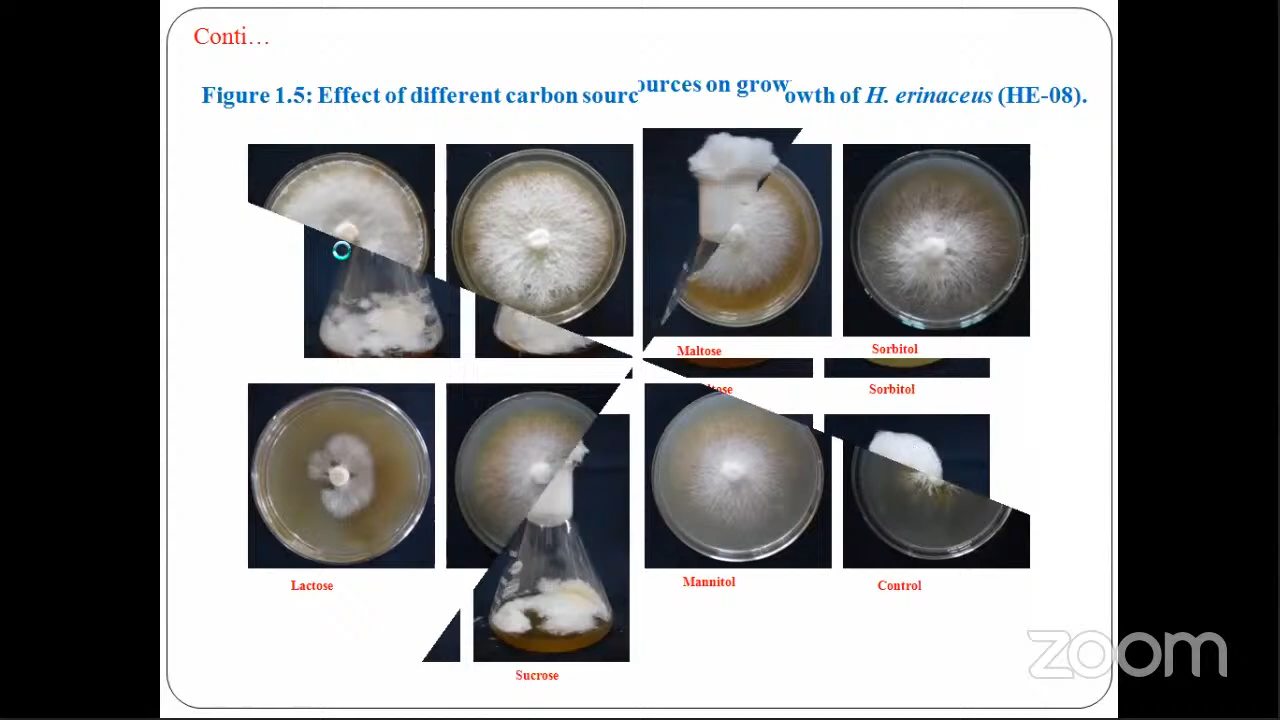 Conti…
Figure 1.5: Effect of different carbon sourc ources on grow owth of H. erinaceus (HE-08).
Maltose
Sorbitol
tose
Sorbitol
Lactose
Mannitol
Control
Sucrose
zoom